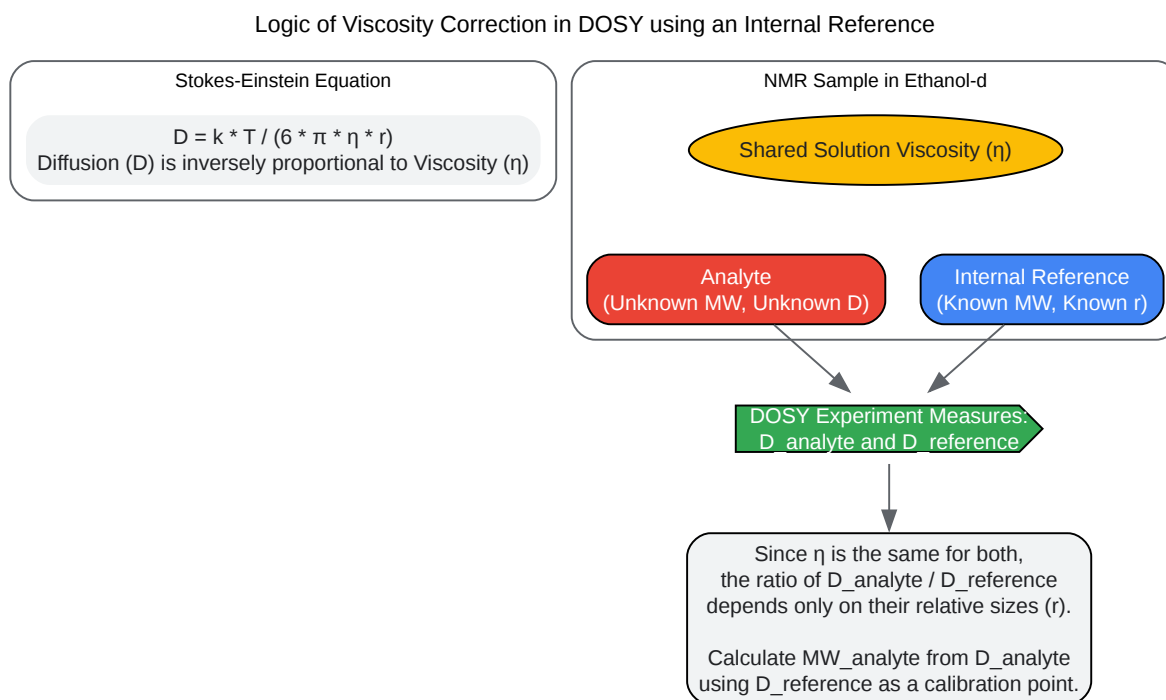 Logic of Viscosity Correction in DOSY using an Internal Reference
Stokes-Einstein Equation
D = k * T / (6 * π * η * r)
Diffusion (D) is inversely proportional to Viscosity (η)
NMR Sample in Ethanol-d
Shared Solution Viscosity (η)
Analyte
(Unknown MW, Unknown D)
Internal Reference
(Known MW, Known r)
DOSY Experiment Measures:
D_analyte and D_reference
Since η is the same for both,
the ratio of D_analyte / D_reference
depends only on their relative sizes (r).
Calculate MW_analyte from D_analyte
using D_reference as a calibration point.